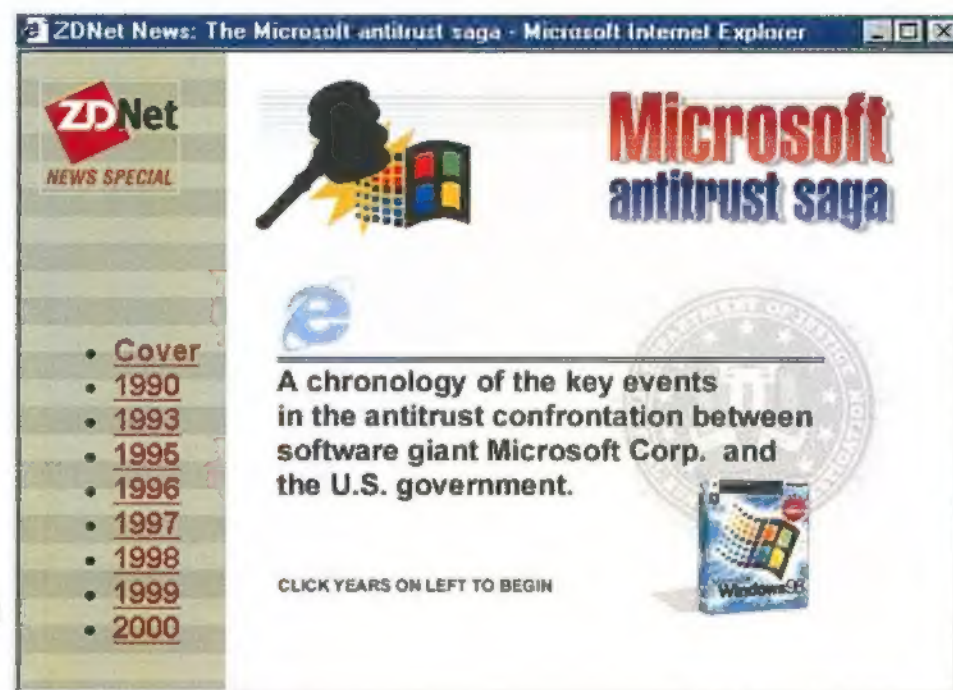 ZDNet News: The Microsoft antitrust saga - Microsoft Internet Explorer
ZDNet
NEWS SPECIAL
Microsoft
antitrust saga
Cover
1990
1993
1995
1996
1997
1998
1999
2000
A chronology of the key events
in the antitrust confrontation between
software giant Microsoft Corp. and
the U.S. government.
CLICK YEARS ON LEFT TO BEGIN
Windows98